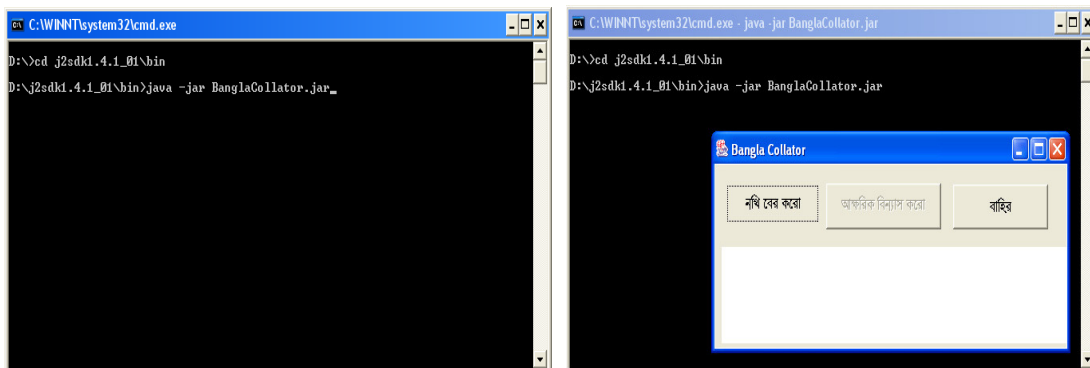 C:\WINNT\system32\cmd.exe
D:\>cd j2sdk1.4.1_01\bin
D:\j2sdk1.4.1_01\bin>java -jar BanglaCollator.jar_
C:\WINNT\system32\cmd.exe - java -jar BanglaCollator.jar
D:\>cd j2sdk1.4.1_01\bin
D:\j2sdk1.4.1_01\bin>java -jar BanglaCollator.jar
Bangla Collator
নথি বের করো আক্ষরিক বিন্যাস করো বাহির